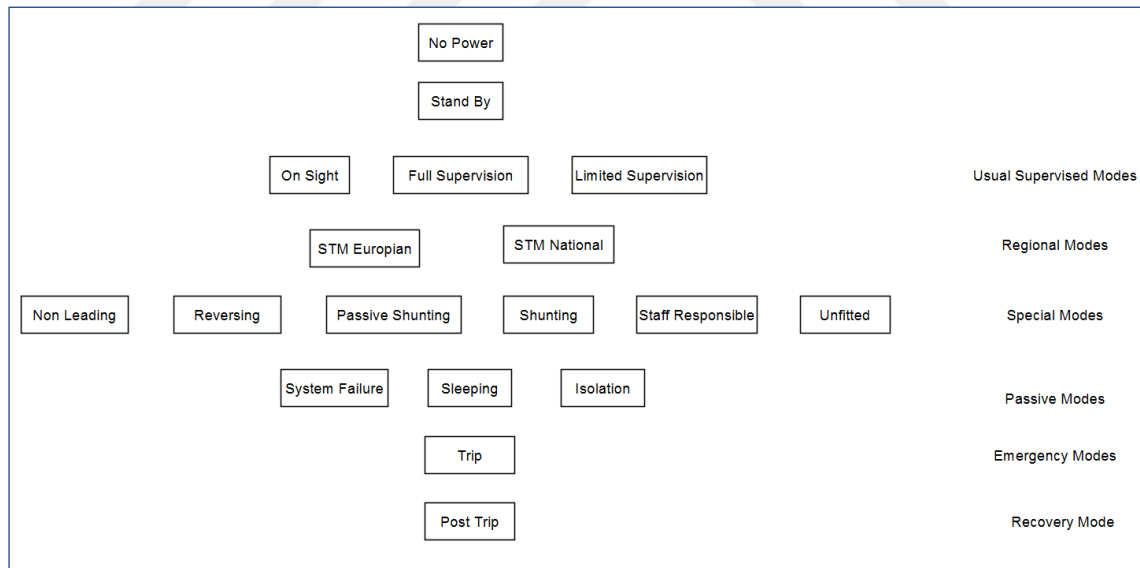 No Power
Stand By
On Sight Full Supervision Limited Supervision Usual Supervised Modes
STM Europian STM National Regional Modes
Non Leading Reversing Passive Shunting Shunting Staff Responsible Unfitted Special Modes
System Failure Sleeping Isolation Passive Modes
Trip Emergency Modes
Post Trip Recovery Mode